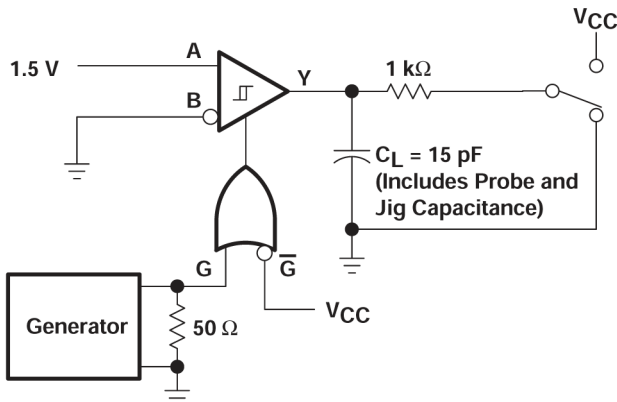 VCC
A
1.5 V
Y
1 kΩ
B
CL = 15 pF
(Includes Probe and
Jig Capacitance)
G
G̅
VCC
Generator
50 Ω